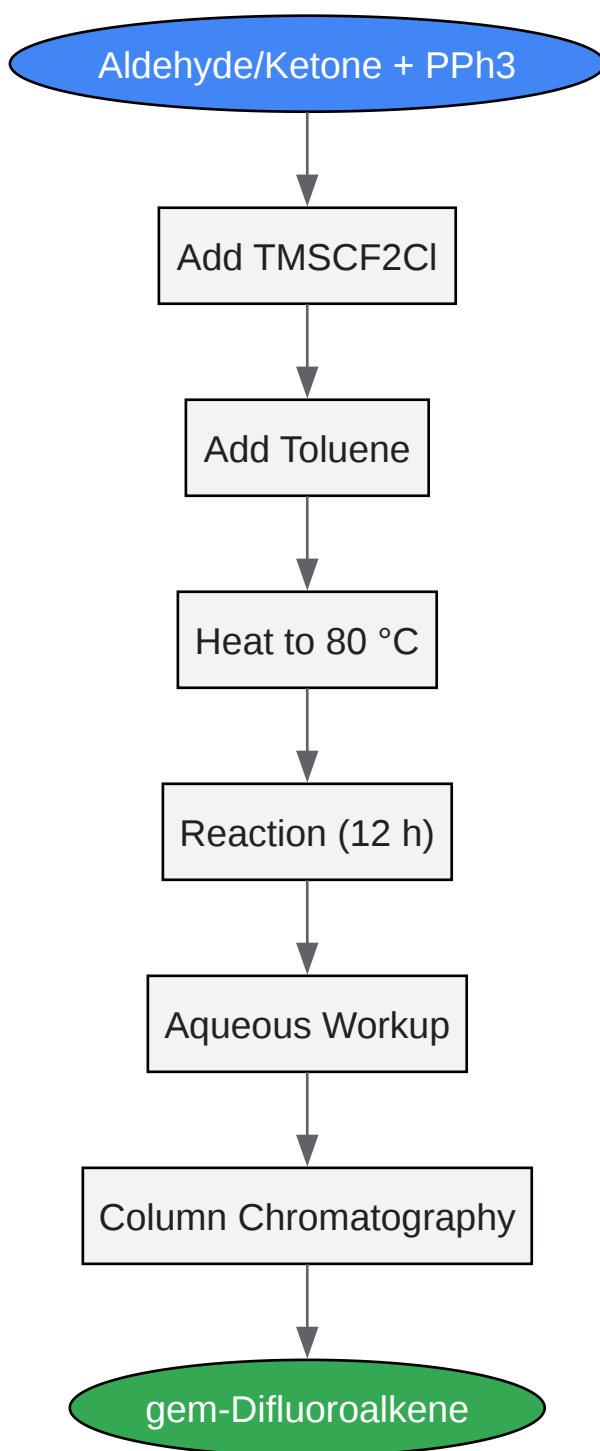 Aldehyde/Ketone + PPh3
Add TMSCF2Cl
Add Toluene
Heat to 80 °C
Reaction (12 h)
Aqueous Workup
Column Chromatography
gem-Difluoroalkene